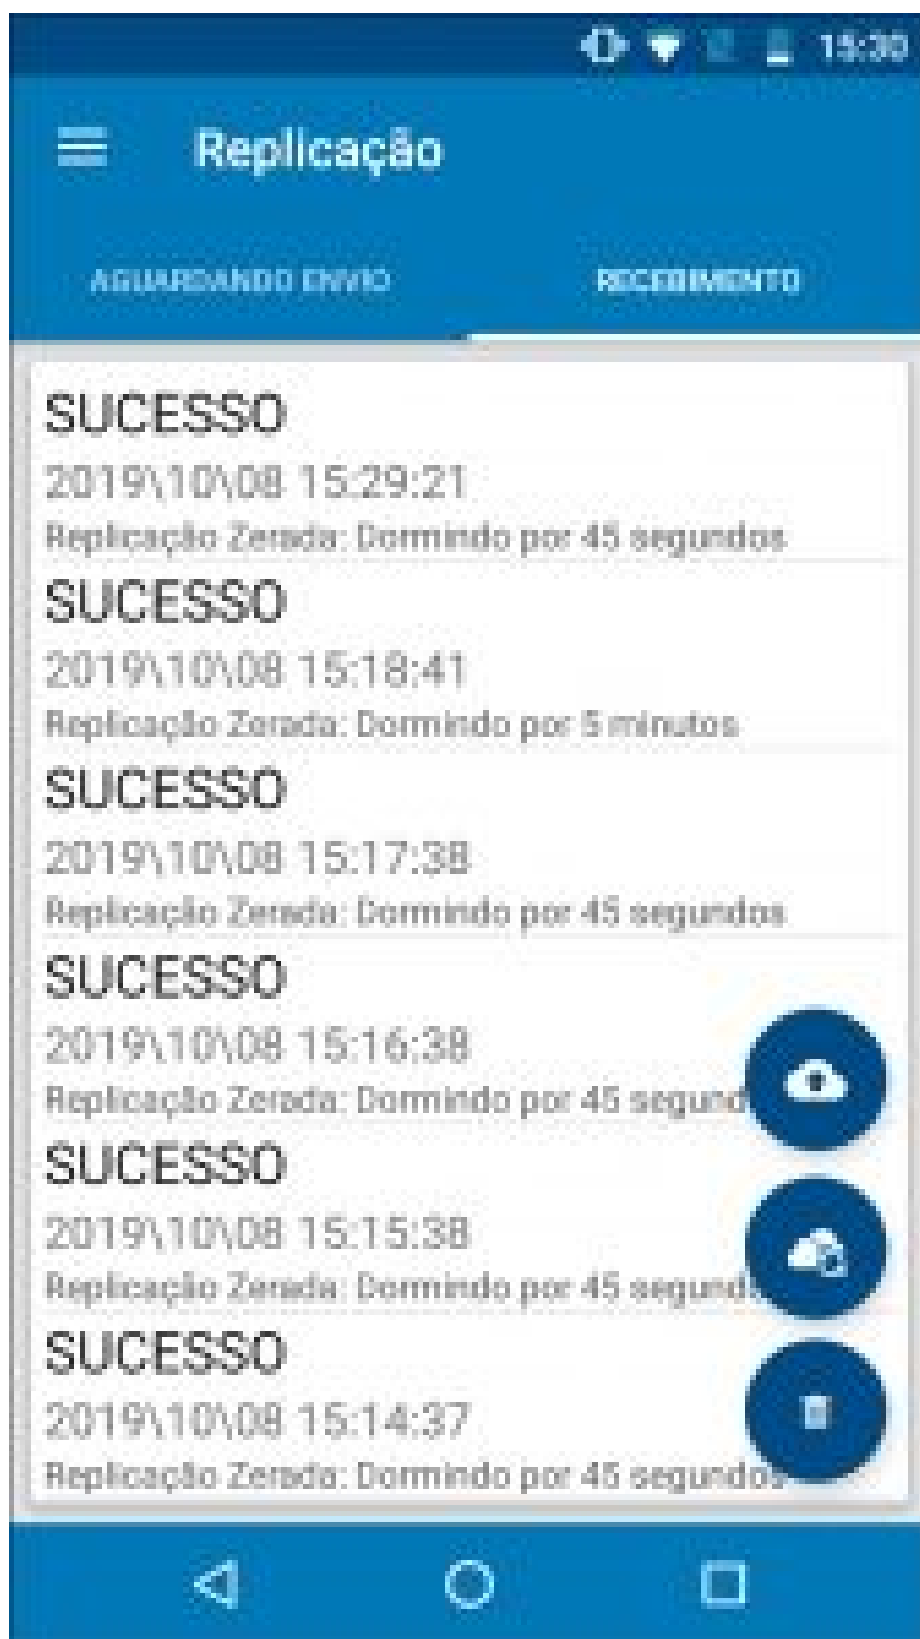 15:30
Replicação
AGUARDANDO ENVIO
RECEBIMENTO
SUCESSO
2019\10\08 15:29:21
Replicação Zerada: Dormindo por 45 segundos
SUCESSO
2019\10\08 15:18:41
Replicação Zerada: Dormindo por 5 minutos
SUCESSO
2019\10\08 15:17:38
Replicação Zerada: Dormindo por 45 segundos
SUCESSO
2019\10\08 15:16:38
Replicação Zerada: Dormindo por 45 segund
SUCESSO
2019\10\08 15:15:38
Replicação Zerada: Dormindo por 45 segund
SUCESSO
2019\10\08 15:14:37
Replicação Zerada: Dormindo por 45 segundos